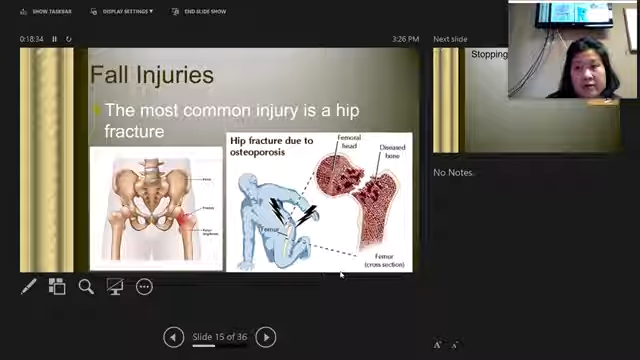 SHOW TASKBAR
DISPLAY SETTINGS ▾
END SLIDE SHOW
0:18:34
3:26 PM
Next slide
Fall Injuries
The most common injury is a hip
fracture
Hip fracture due to
osteoporosis
Femoral
head
Diseased
bone
Femur
Femur
(cross section)
Stopping
No Notes.
Slide 15 of 36